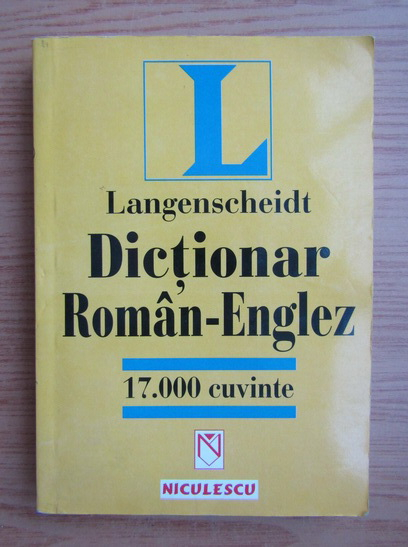 L
Langenscheidt
Dicționar
Român-Englez
17.000 cuvinte
N
NICULESCU